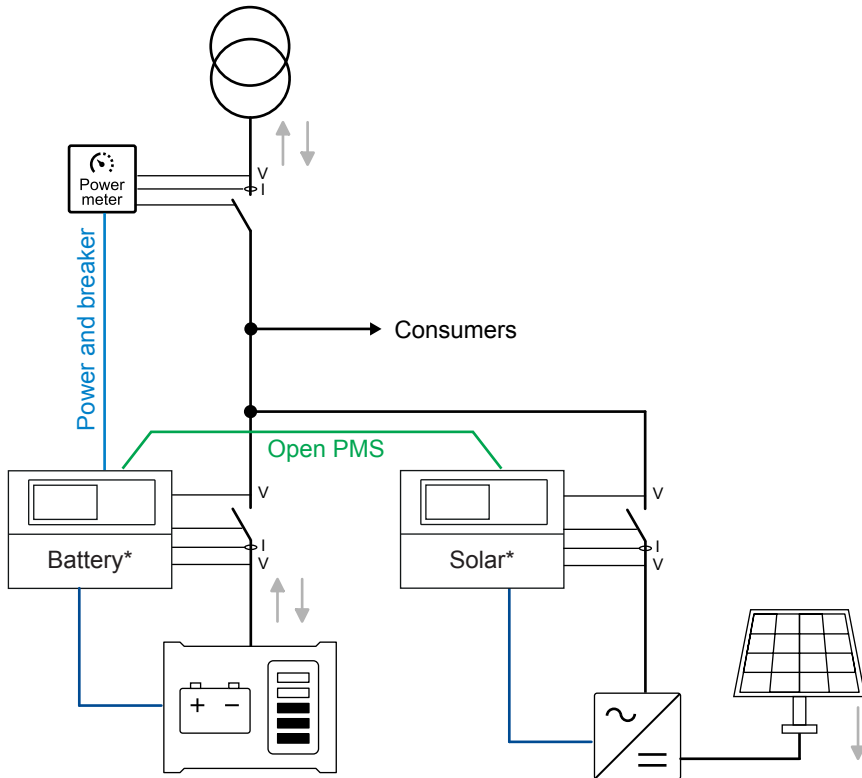 V
I
Power
meter
Power and breaker
Consumers
Open PMS
V
V
Battery*
I
V
Solar*
I
V
+ −